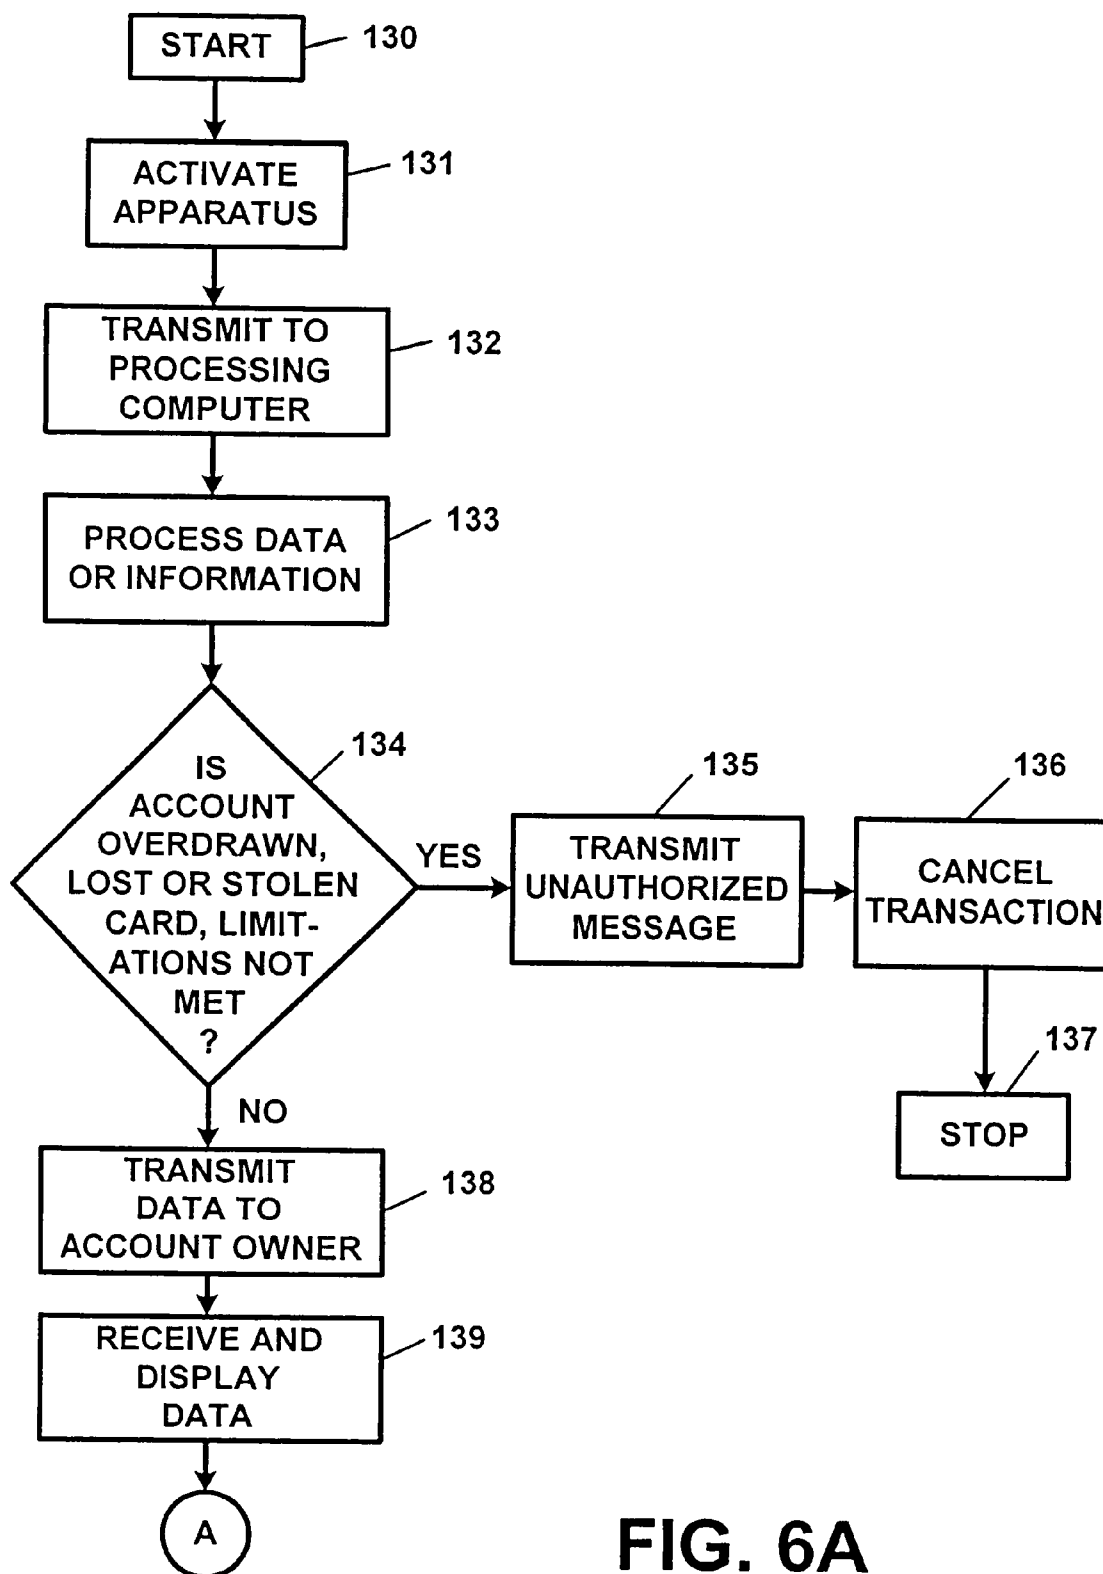 START
130
ACTIVATE
APPARATUS
131
TRANSMIT TO
PROCESSING
COMPUTER
132
PROCESS DATA
OR INFORMATION
133
IS
ACCOUNT
OVERDRAWN,
LOST OR STOLEN
CARD, LIMIT-
ATIONS NOT
MET
?
134
YES
TRANSMIT
UNAUTHORIZED
MESSAGE
135
CANCEL
TRANSACTION
136
STOP
137
NO
TRANSMIT
DATA TO
ACCOUNT OWNER
138
RECEIVE AND
DISPLAY
DATA
139
A
FIG. 6A